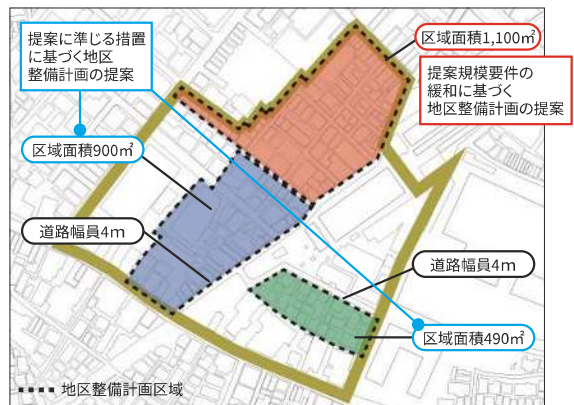 提案に準じる措置
に基づく地区
整備計画の提案
区域面積1,100㎡
提案規模要件の
緩和に基づく
地区整備計画の提案
区域面積900㎡
道路幅員4m
道路幅員4m
区域面積490㎡
地区整備計画区域